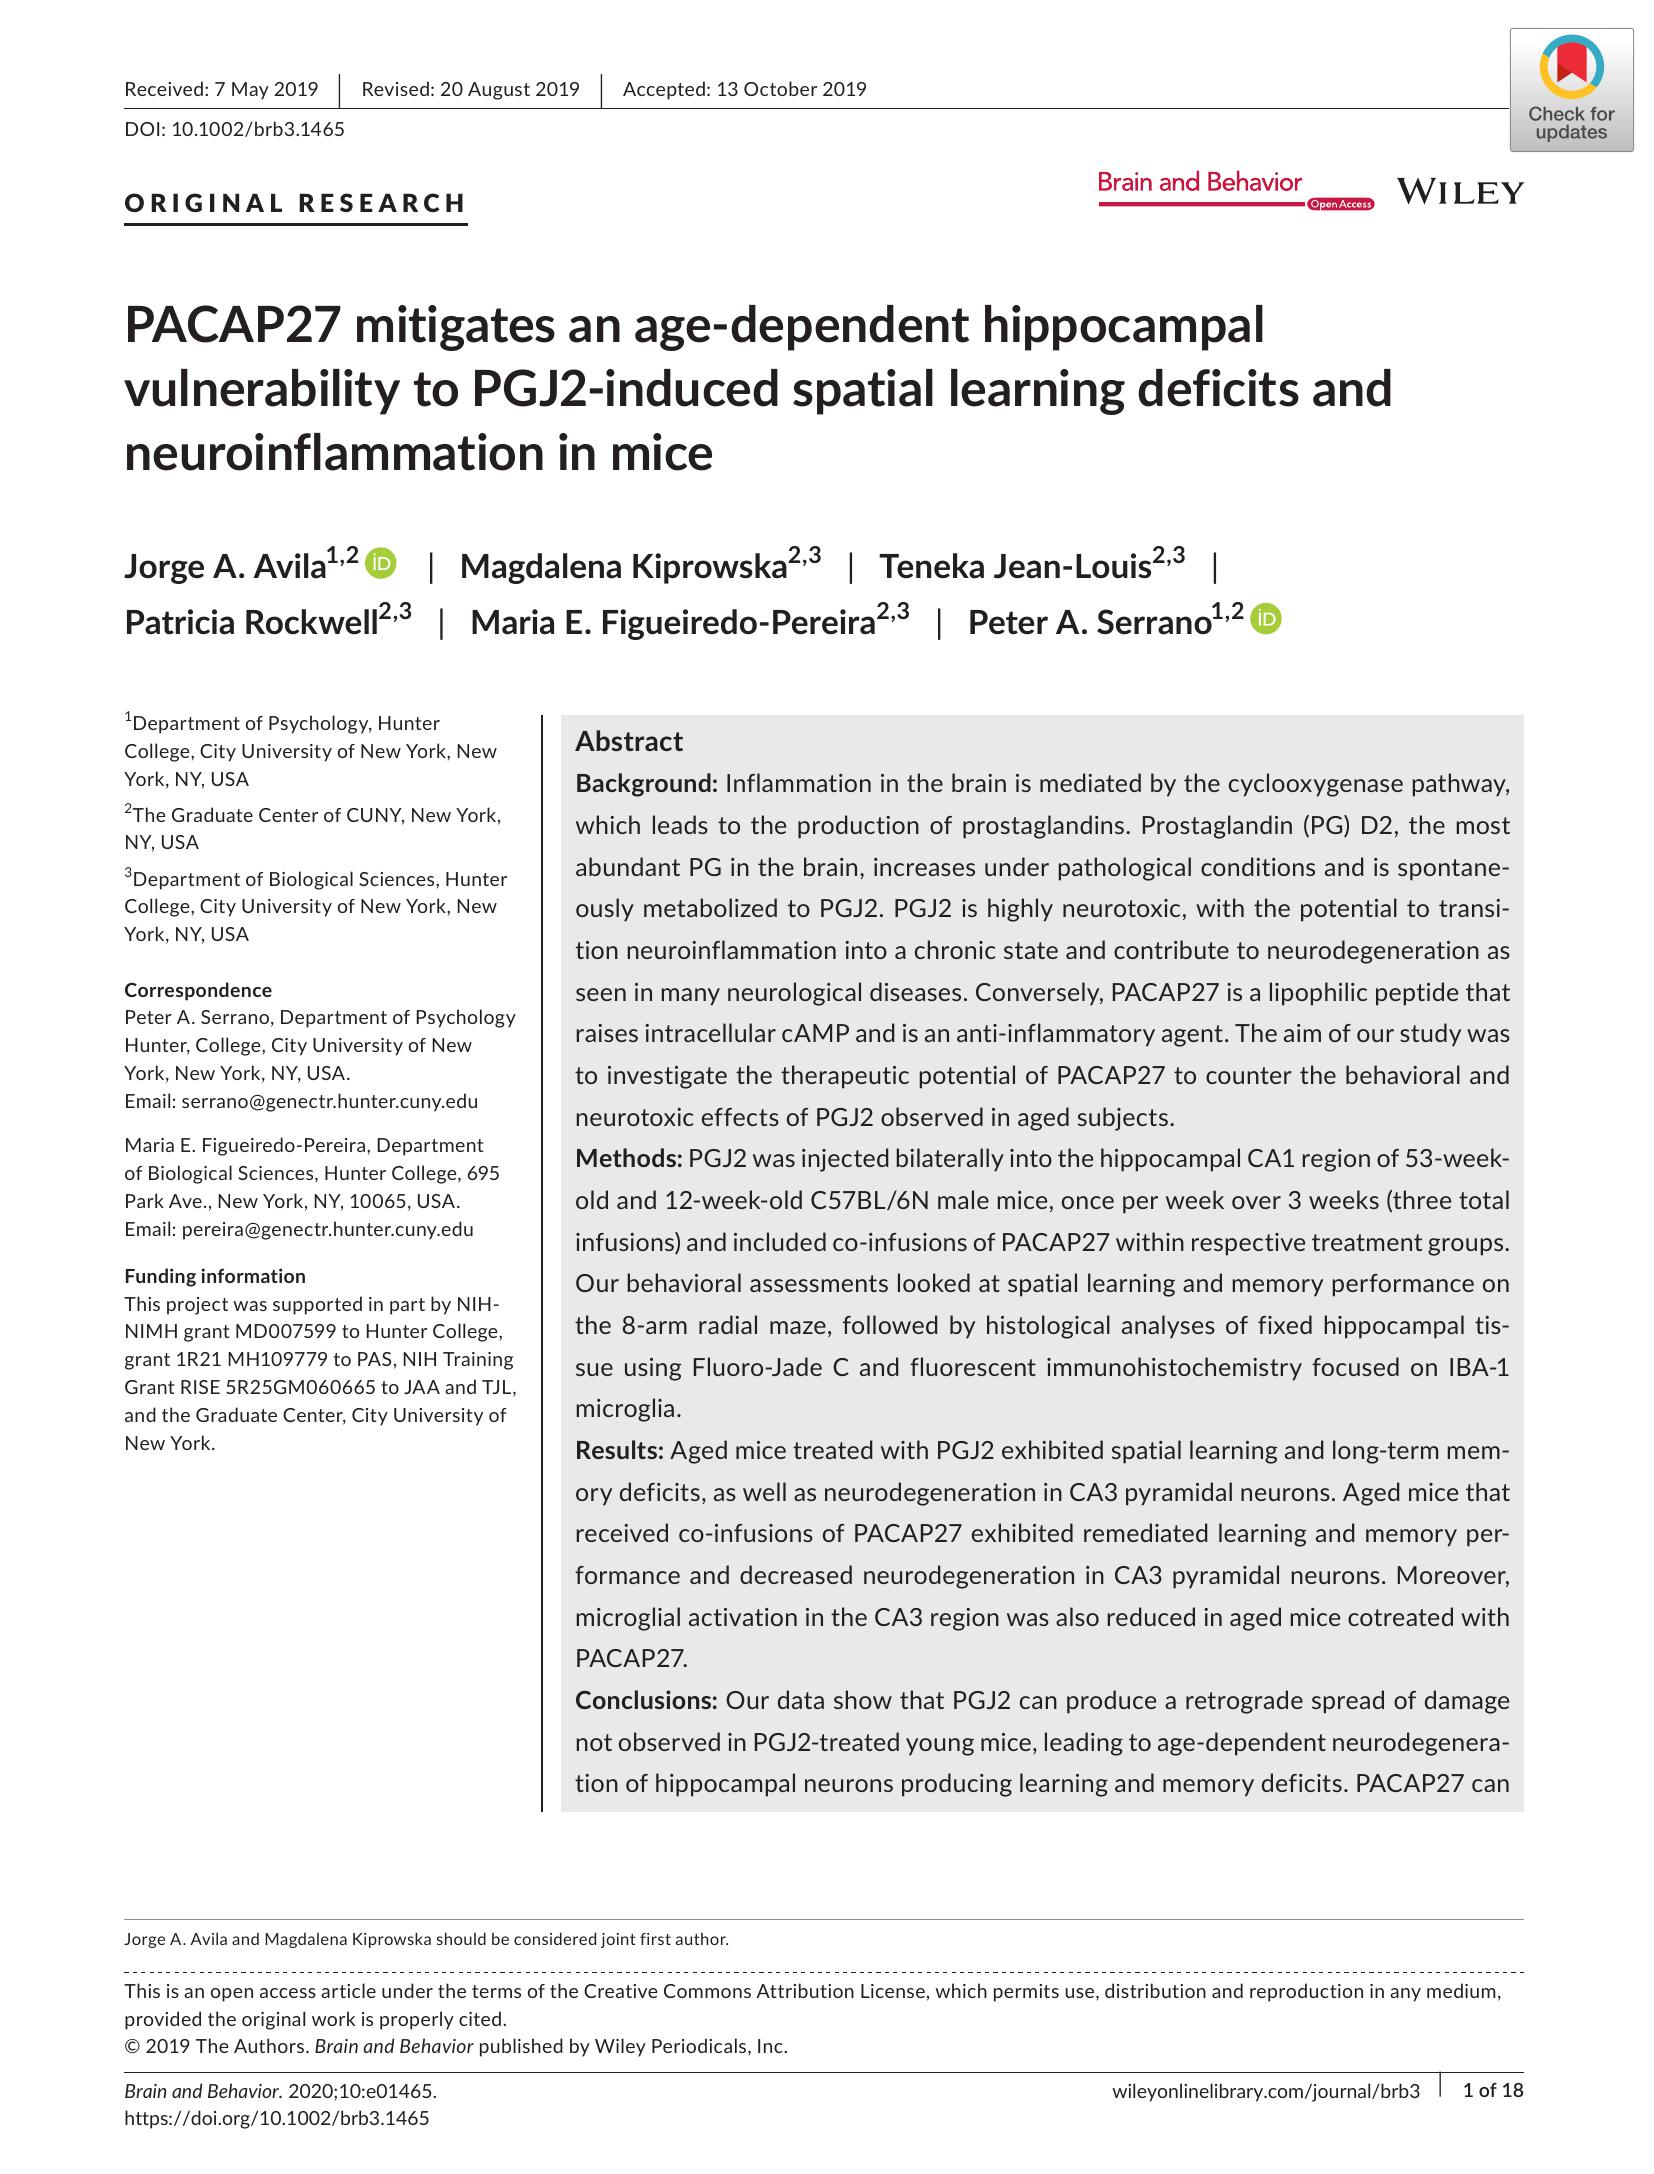 Received: 7 May 2019 | Revised: 20 August 2019 | Accepted: 13 October 2019
DOI: 10.1002/brb3.1465
Check for
updates
ORIGINAL RESEARCH
Brain and Behavior
Open Access
WILEY
PACAP27 mitigates an age-dependent hippocampal
vulnerability to PGJ2-induced spatial learning deficits and
neuroinflammation in mice
Jorge A. Avila1,2 iD | Magdalena Kiprowska2,3 | Teneka Jean-Louis2,3 |
Patricia Rockwell2,3 | Maria E. Figueiredo-Pereira2,3 | Peter A. Serrano1,2 iD
1Department of Psychology, Hunter
College, City University of New York, New
York, NY, USA
2The Graduate Center of CUNY, New York,
NY, USA
3Department of Biological Sciences, Hunter
College, City University of New York, New
York, NY, USA
Correspondence
Peter A. Serrano, Department of Psychology
Hunter, College, City University of New
York, New York, NY, USA.
Email: serrano@genectr.hunter.cuny.edu
Maria E. Figueiredo-Pereira, Department
of Biological Sciences, Hunter College, 695
Park Ave., New York, NY, 10065, USA.
Email: pereira@genectr.hunter.cuny.edu
Funding information
This project was supported in part by NIH-
NIMH grant MD007599 to Hunter College,
grant 1R21 MH109779 to PAS, NIH Training
Grant RISE 5R25GM060665 to JAA and TJL,
and the Graduate Center, City University of
New York.
Abstract
Background: Inflammation in the brain is mediated by the cyclooxygenase pathway,
which leads to the production of prostaglandins. Prostaglandin (PG) D2, the most
abundant PG in the brain, increases under pathological conditions and is spontane-
ously metabolized to PGJ2. PGJ2 is highly neurotoxic, with the potential to transi-
tion neuroinflammation into a chronic state and contribute to neurodegeneration as
seen in many neurological diseases. Conversely, PACAP27 is a lipophilic peptide that
raises intracellular cAMP and is an anti-inflammatory agent. The aim of our study was
to investigate the therapeutic potential of PACAP27 to counter the behavioral and
neurotoxic effects of PGJ2 observed in aged subjects.
Methods: PGJ2 was injected bilaterally into the hippocampal CA1 region of 53-week-
old and 12-week-old C57BL/6N male mice, once per week over 3 weeks (three total
infusions) and included co-infusions of PACAP27 within respective treatment groups.
Our behavioral assessments looked at spatial learning and memory performance on
the 8-arm radial maze, followed by histological analyses of fixed hippocampal tis-
sue using Fluoro-Jade C and fluorescent immunohistochemistry focused on IBA-1
microglia.
Results: Aged mice treated with PGJ2 exhibited spatial learning and long-term mem-
ory deficits, as well as neurodegeneration in CA3 pyramidal neurons. Aged mice that
received co-infusions of PACAP27 exhibited remediated learning and memory per-
formance and decreased neurodegeneration in CA3 pyramidal neurons. Moreover,
microglial activation in the CA3 region was also reduced in aged mice cotreated with
PACAP27.
Conclusions: Our data show that PGJ2 can produce a retrograde spread of damage
not observed in PGJ2-treated young mice, leading to age-dependent neurodegenera-
tion of hippocampal neurons producing learning and memory deficits. PACAP27 can
Jorge A. Avila and Magdalena Kiprowska should be considered joint first author.
This is an open access article under the terms of the Creative Commons Attribution License, which permits use, distribution and reproduction in any medium,
provided the original work is properly cited.
© 2019 The Authors. Brain and Behavior published by Wiley Periodicals, Inc.
Brain and Behavior. 2020;10:e01465.
https://doi.org/10.1002/brb3.1465
wileyonlinelibrary.com/journal/brb3 | 1 of 18